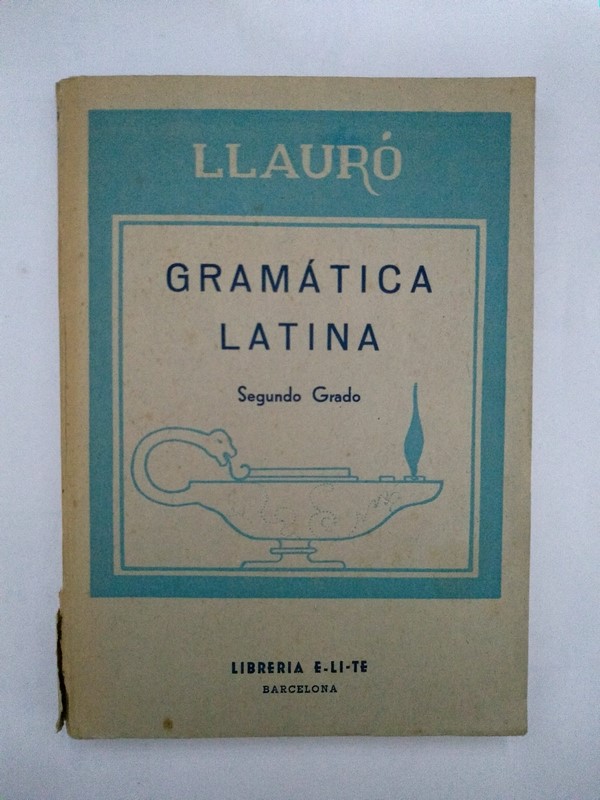 LLAURÓ
GRAMÁTICA
LATINA
Segundo Grado
LIBRERIA E-LI-TE
BARCELONA